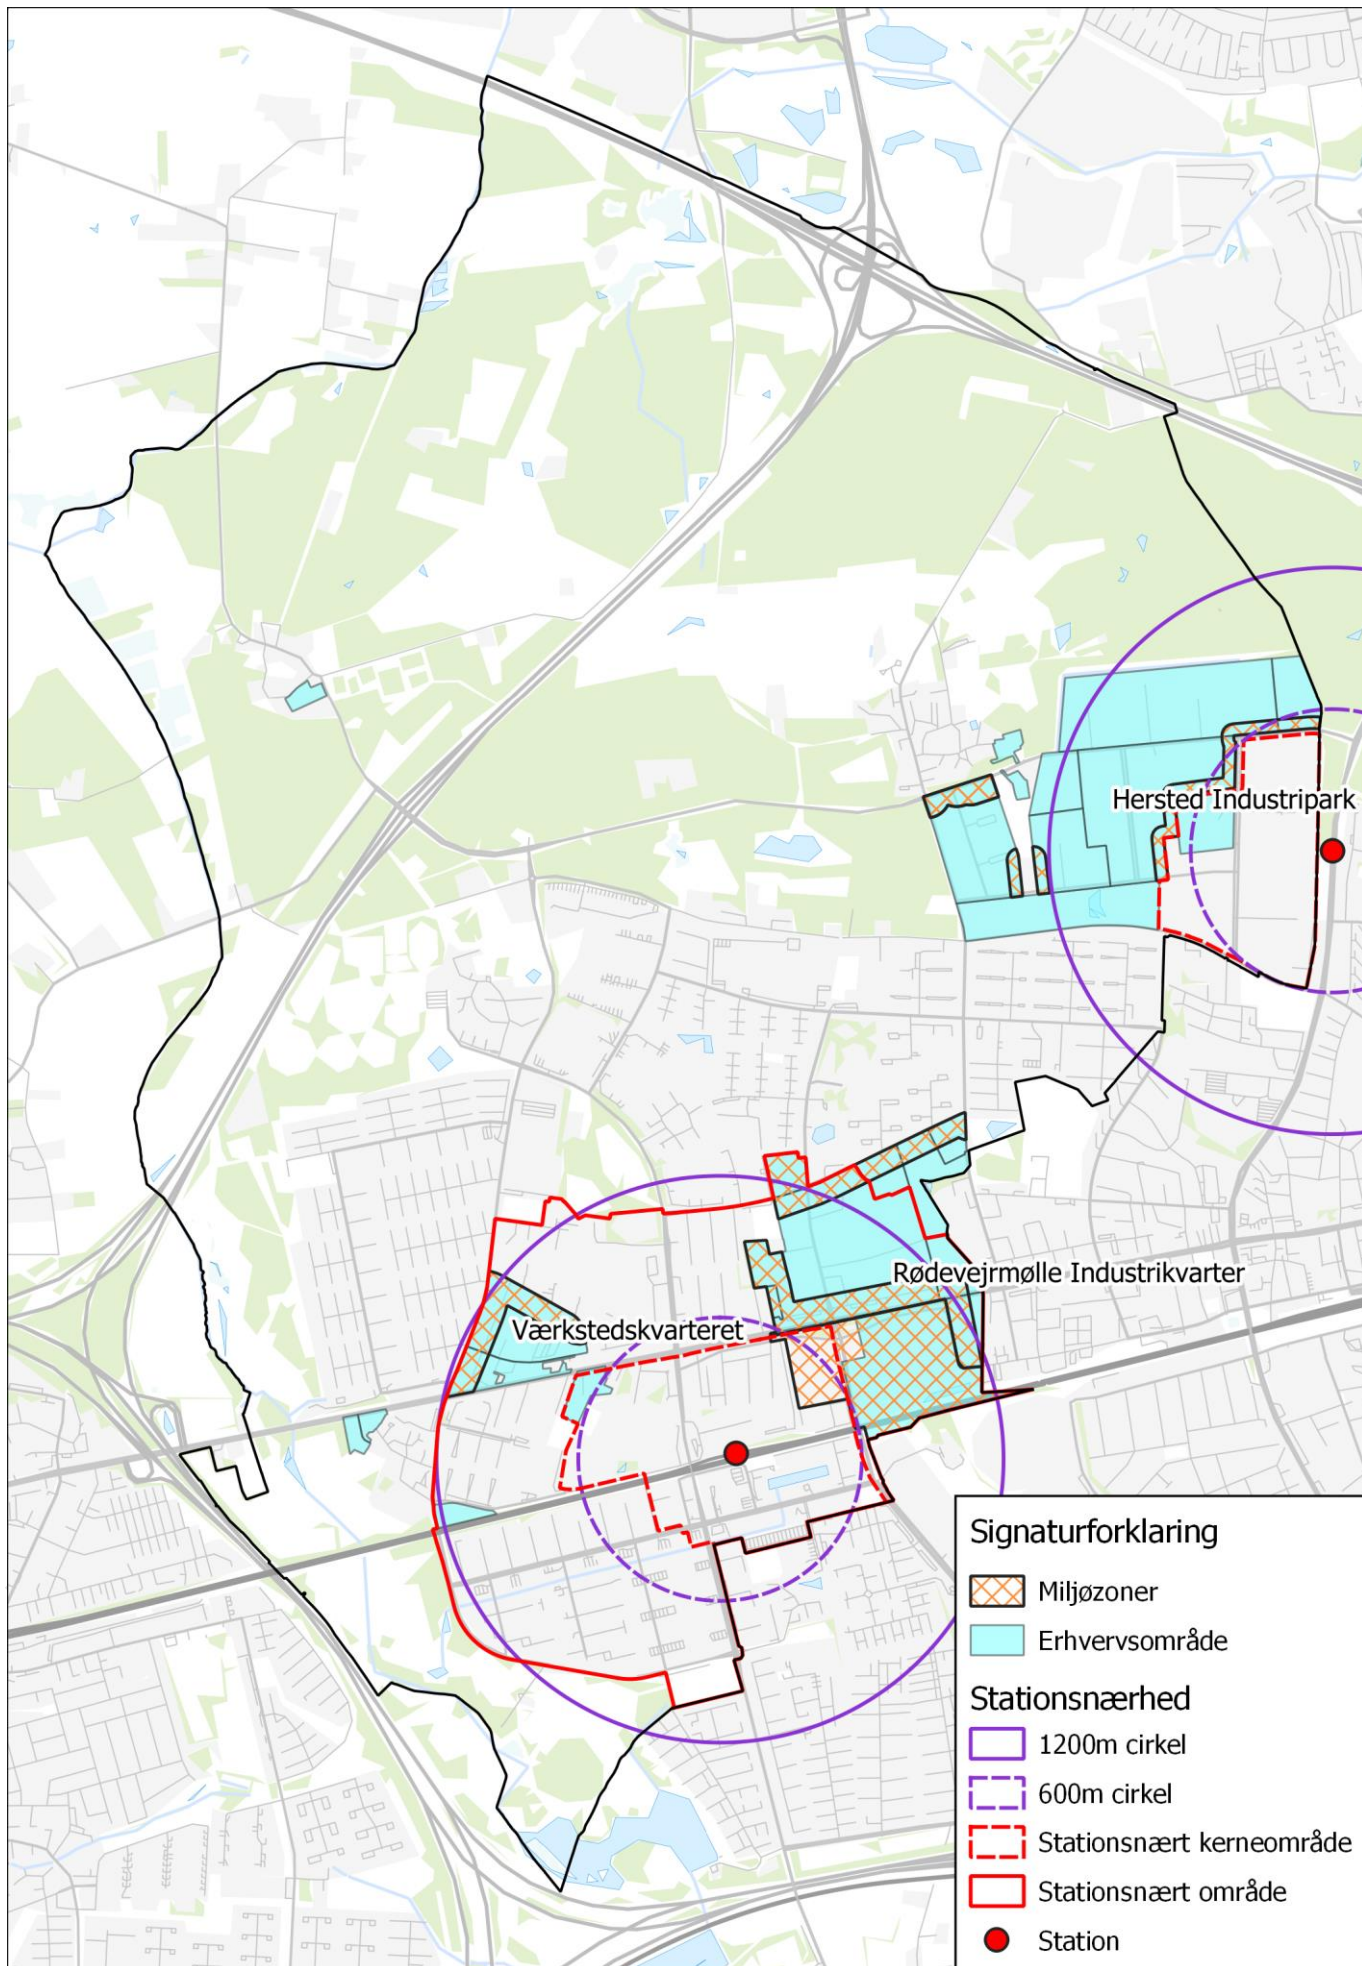 Hersted Industripark
Rødevejrmølle Industrikvarter
Værkstedskvarteret
Signaturforklaring
Miljøzoner
Erhvervsområde
Stationsnærhed
1200m cirkel
600m cirkel
Stationsnært kerneområde
Stationsnært område
Station